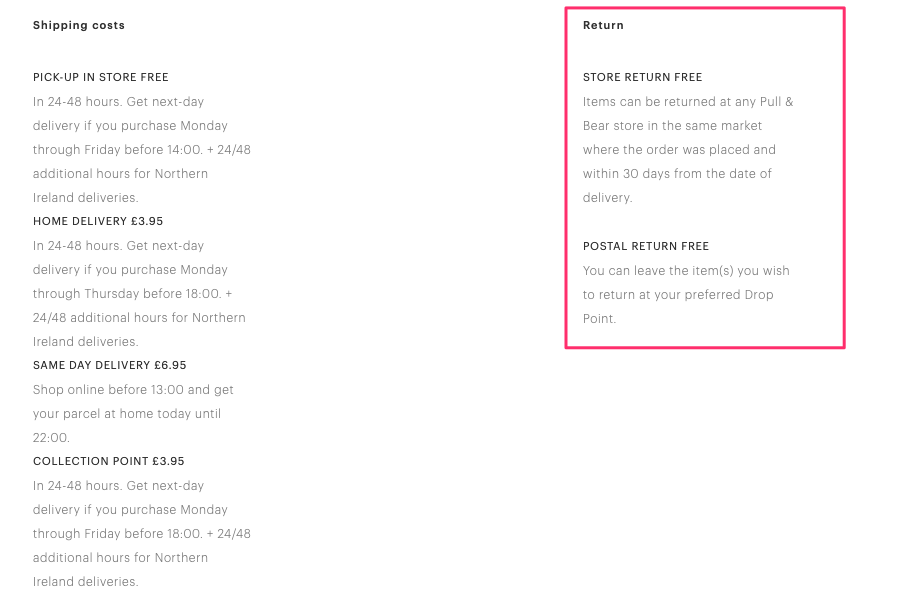 Shipping costs
PICK-UP IN STORE FREE
In 24-48 hours. Get next-day
delivery if you purchase Monday
through Friday before 14:00. + 24/48
additional hours for Northern
Ireland deliveries.
HOME DELIVERY £3.95
In 24-48 hours. Get next-day
delivery if you purchase Monday
through Thursday before 18:00. +
24/48 additional hours for Northern
Ireland deliveries.
SAME DAY DELIVERY £6.95
Shop online before 13:00 and get
your parcel at home today until
22:00.
COLLECTION POINT £3.95
In 24-48 hours. Get next-day
delivery if you purchase Monday
through Friday before 18:00. + 24/48
additional hours for Northern
Ireland deliveries.
Return
STORE RETURN FREE
Items can be returned at any Pull &
Bear store in the same market
where the order was placed and
within 30 days from the date of
delivery.
POSTAL RETURN FREE
You can leave the item(s) you wish
to return at your preferred Drop
Point.